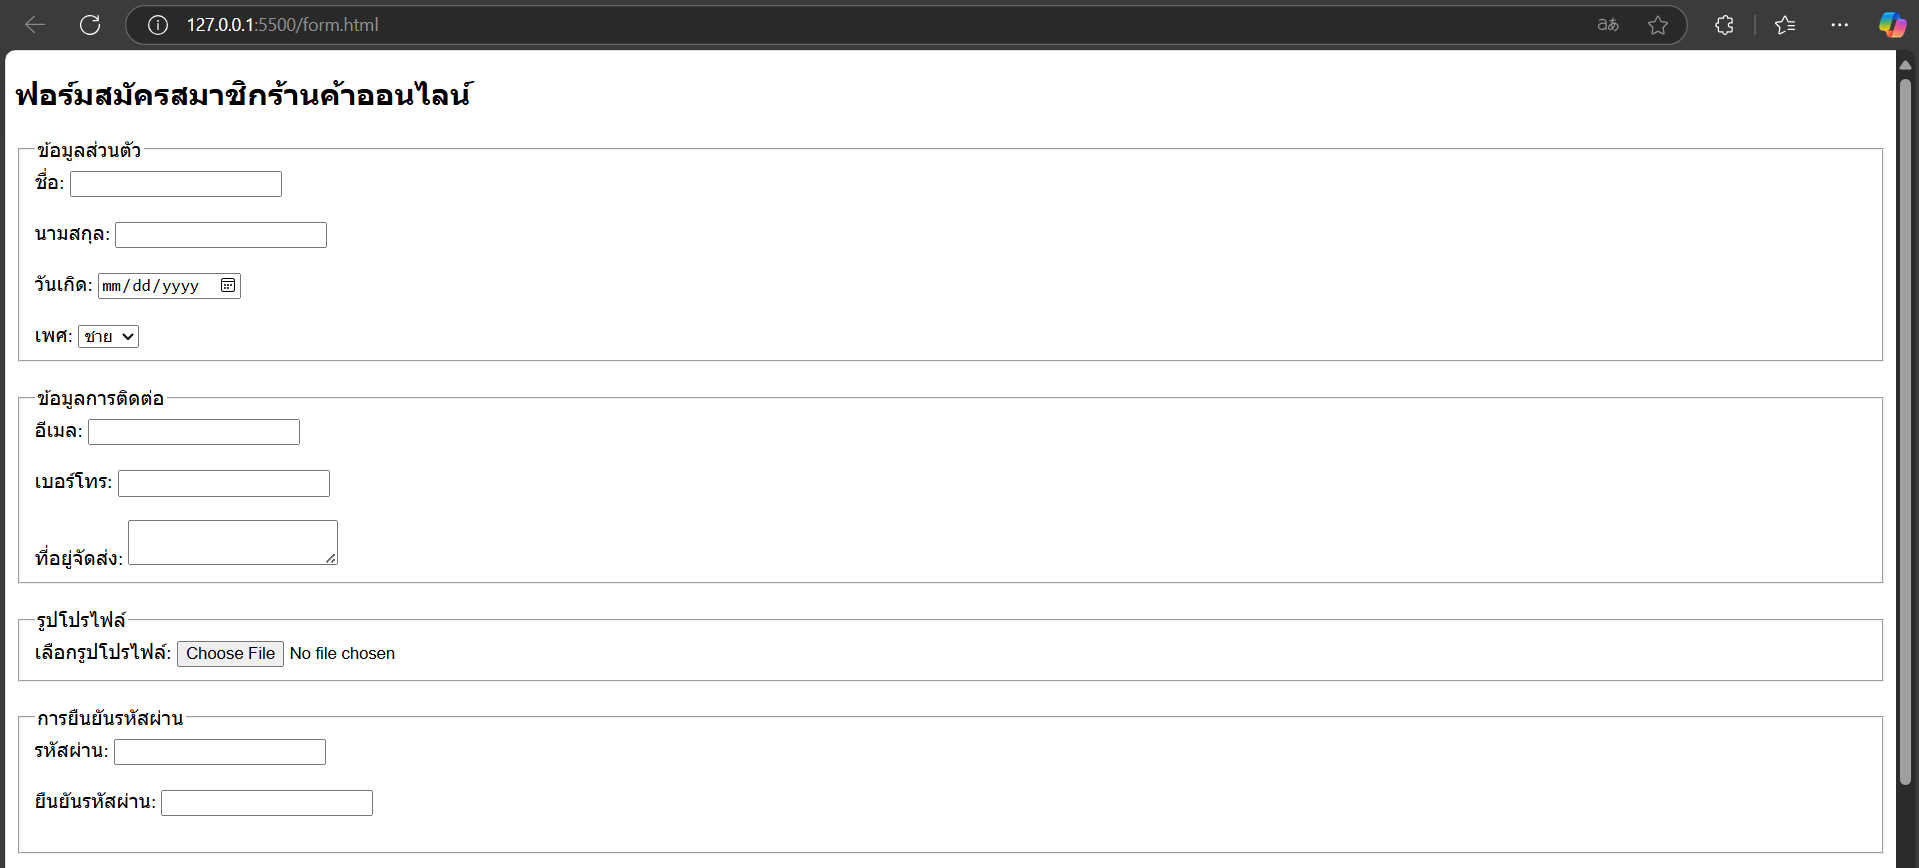 127.0.0.1:5500/form.html
ฟอร์มสมัครสมาชิกร้านค้าออนไลน์
ข้อมูลส่วนตัว
ชื่อ:
นามสกุล:
วันเกิด: mm/dd/yyyy
เพศ: ชาย
ข้อมูลการติดต่อ
อีเมล:
เบอร์โทร:
ที่อยู่จัดส่ง:
รูปโปรไฟล์
เลือกรูปโปรไฟล์: Choose File No file chosen
การยืนยันรหัสผ่าน
รหัสผ่าน:
ยืนยันรหัสผ่าน: